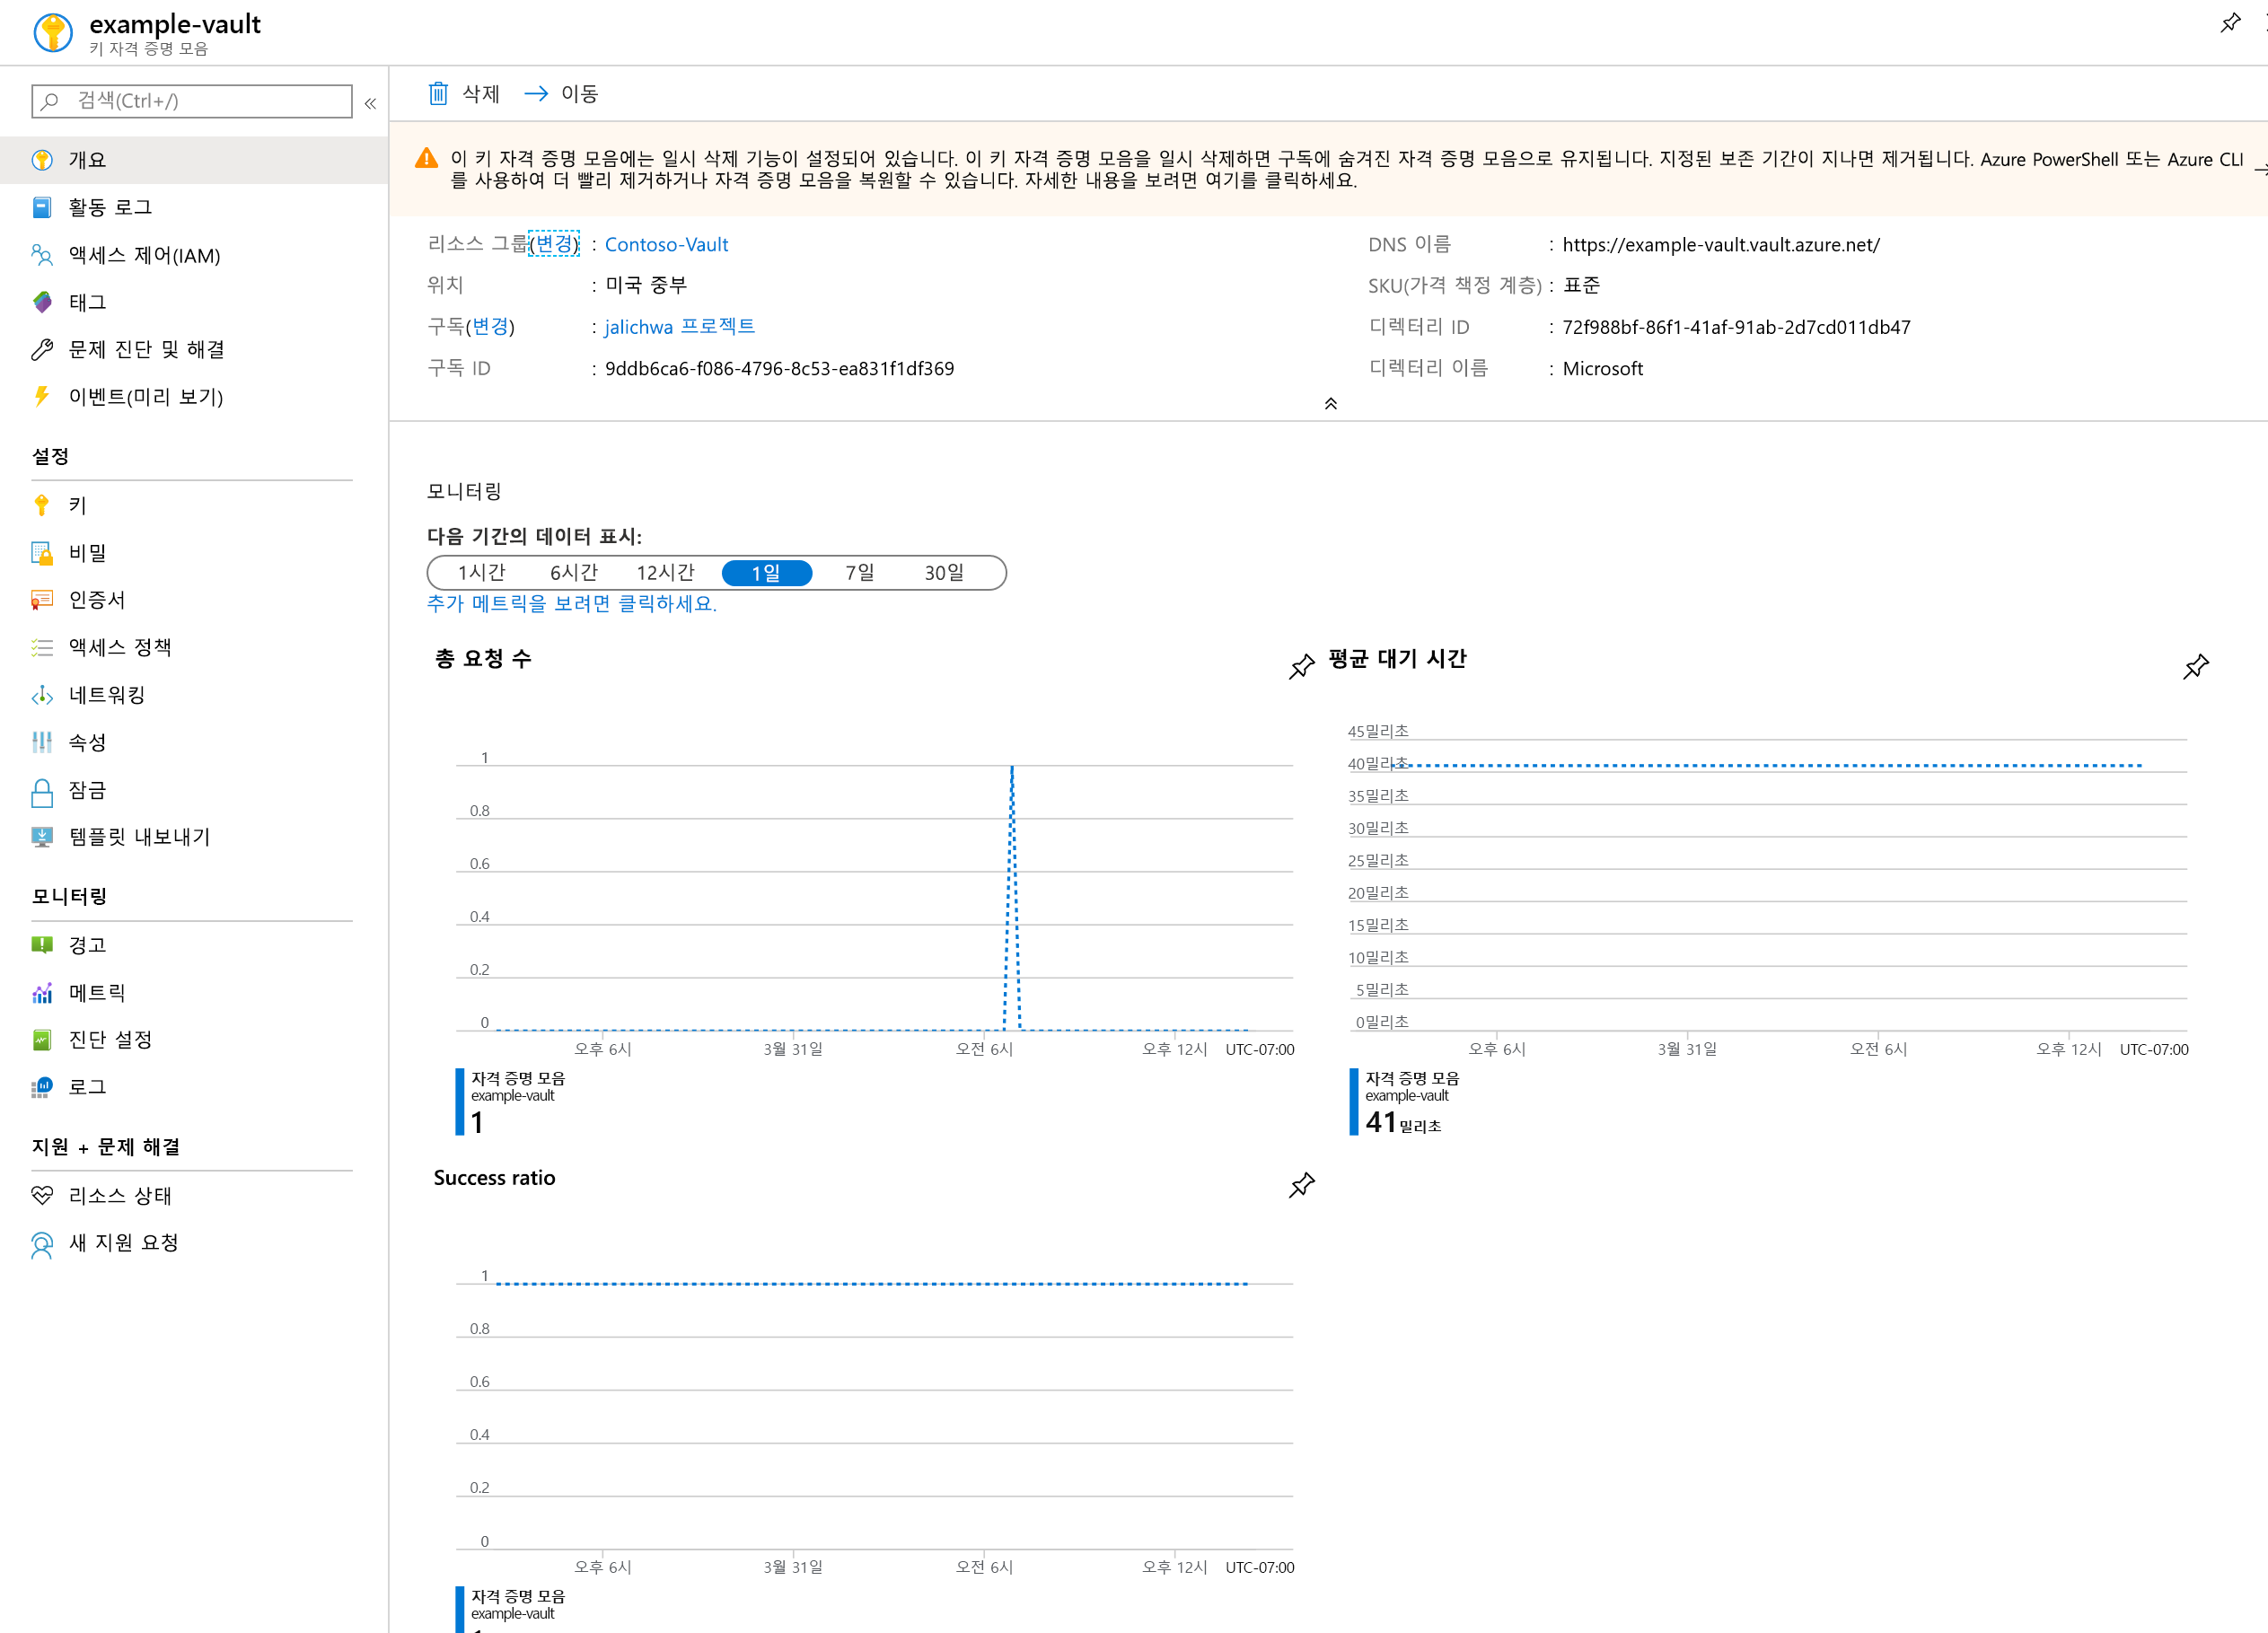 example-vault
키 자격 증명 모음
검색(Ctrl+/)
«
개요
활동 로그
액세스 제어(IAM)
태그
문제 진단 및 해결
이벤트(미리 보기)
설정
키
비밀
인증서
액세스 정책
네트워킹
속성
잠금
템플릿 내보내기
모니터링
경고
메트릭
진단 설정
로그
지원 + 문제 해결
리소스 상태
새 지원 요청
삭제 이동
이 키 자격 증명 모음에는 일시 삭제 기능이 설정되어 있습니다. 이 키 자격 증명 모음을 일시 삭제하면 구독에 숨겨진 자격 증명 모음으로 유지됩니다. 지정된 보존 기간이 지나면 제거됩니다. Azure PowerShell 또는 Azure CLI
를 사용하여 더 빨리 제거하거나 자격 증명 모음을 복원할 수 있습니다. 자세한 내용을 보려면 여기를 클릭하세요.
리소스 그룹(변경) : Contoso-Vault
위치 : 미국 중부
구독(변경) : jalichwa 프로젝트
구독 ID : 9ddb6ca6-f086-4796-8c53-ea831f1df369
DNS 이름 : https://example-vault.vault.azure.net/
SKU(가격 책정 계층) : 표준
디렉터리 ID : 72f988bf-86f1-41af-91ab-2d7cd011db47
디렉터리 이름 : Microsoft
모니터링
다음 기간의 데이터 표시:
1시간 6시간 12시간 1일 7일 30일
추가 메트릭을 보려면 클릭하세요.
총 요청 수
1
0.8
0.6
0.4
0.2
0
오후 6시 3월 31일 오전 6시 오후 12시 UTC-07:00
자격 증명 모음
example-vault
1
평균 대기 시간
45밀리초
40밀리초
35밀리초
30밀리초
25밀리초
20밀리초
15밀리초
10밀리초
5밀리초
0밀리초
오후 6시 3월 31일 오전 6시 오후 12시 UTC-07:00
자격 증명 모음
example-vault
41밀리초
Success ratio
1
0.8
0.6
0.4
0.2
0
오후 6시 3월 31일 오전 6시 오후 12시 UTC-07:00
자격 증명 모음
example-vault